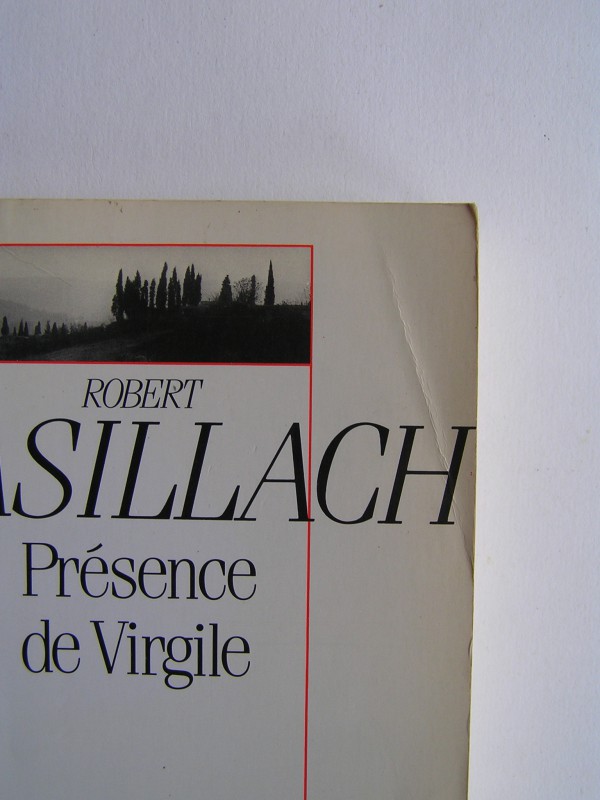 ROBERT
ASILLACH
Présence
de Virgile